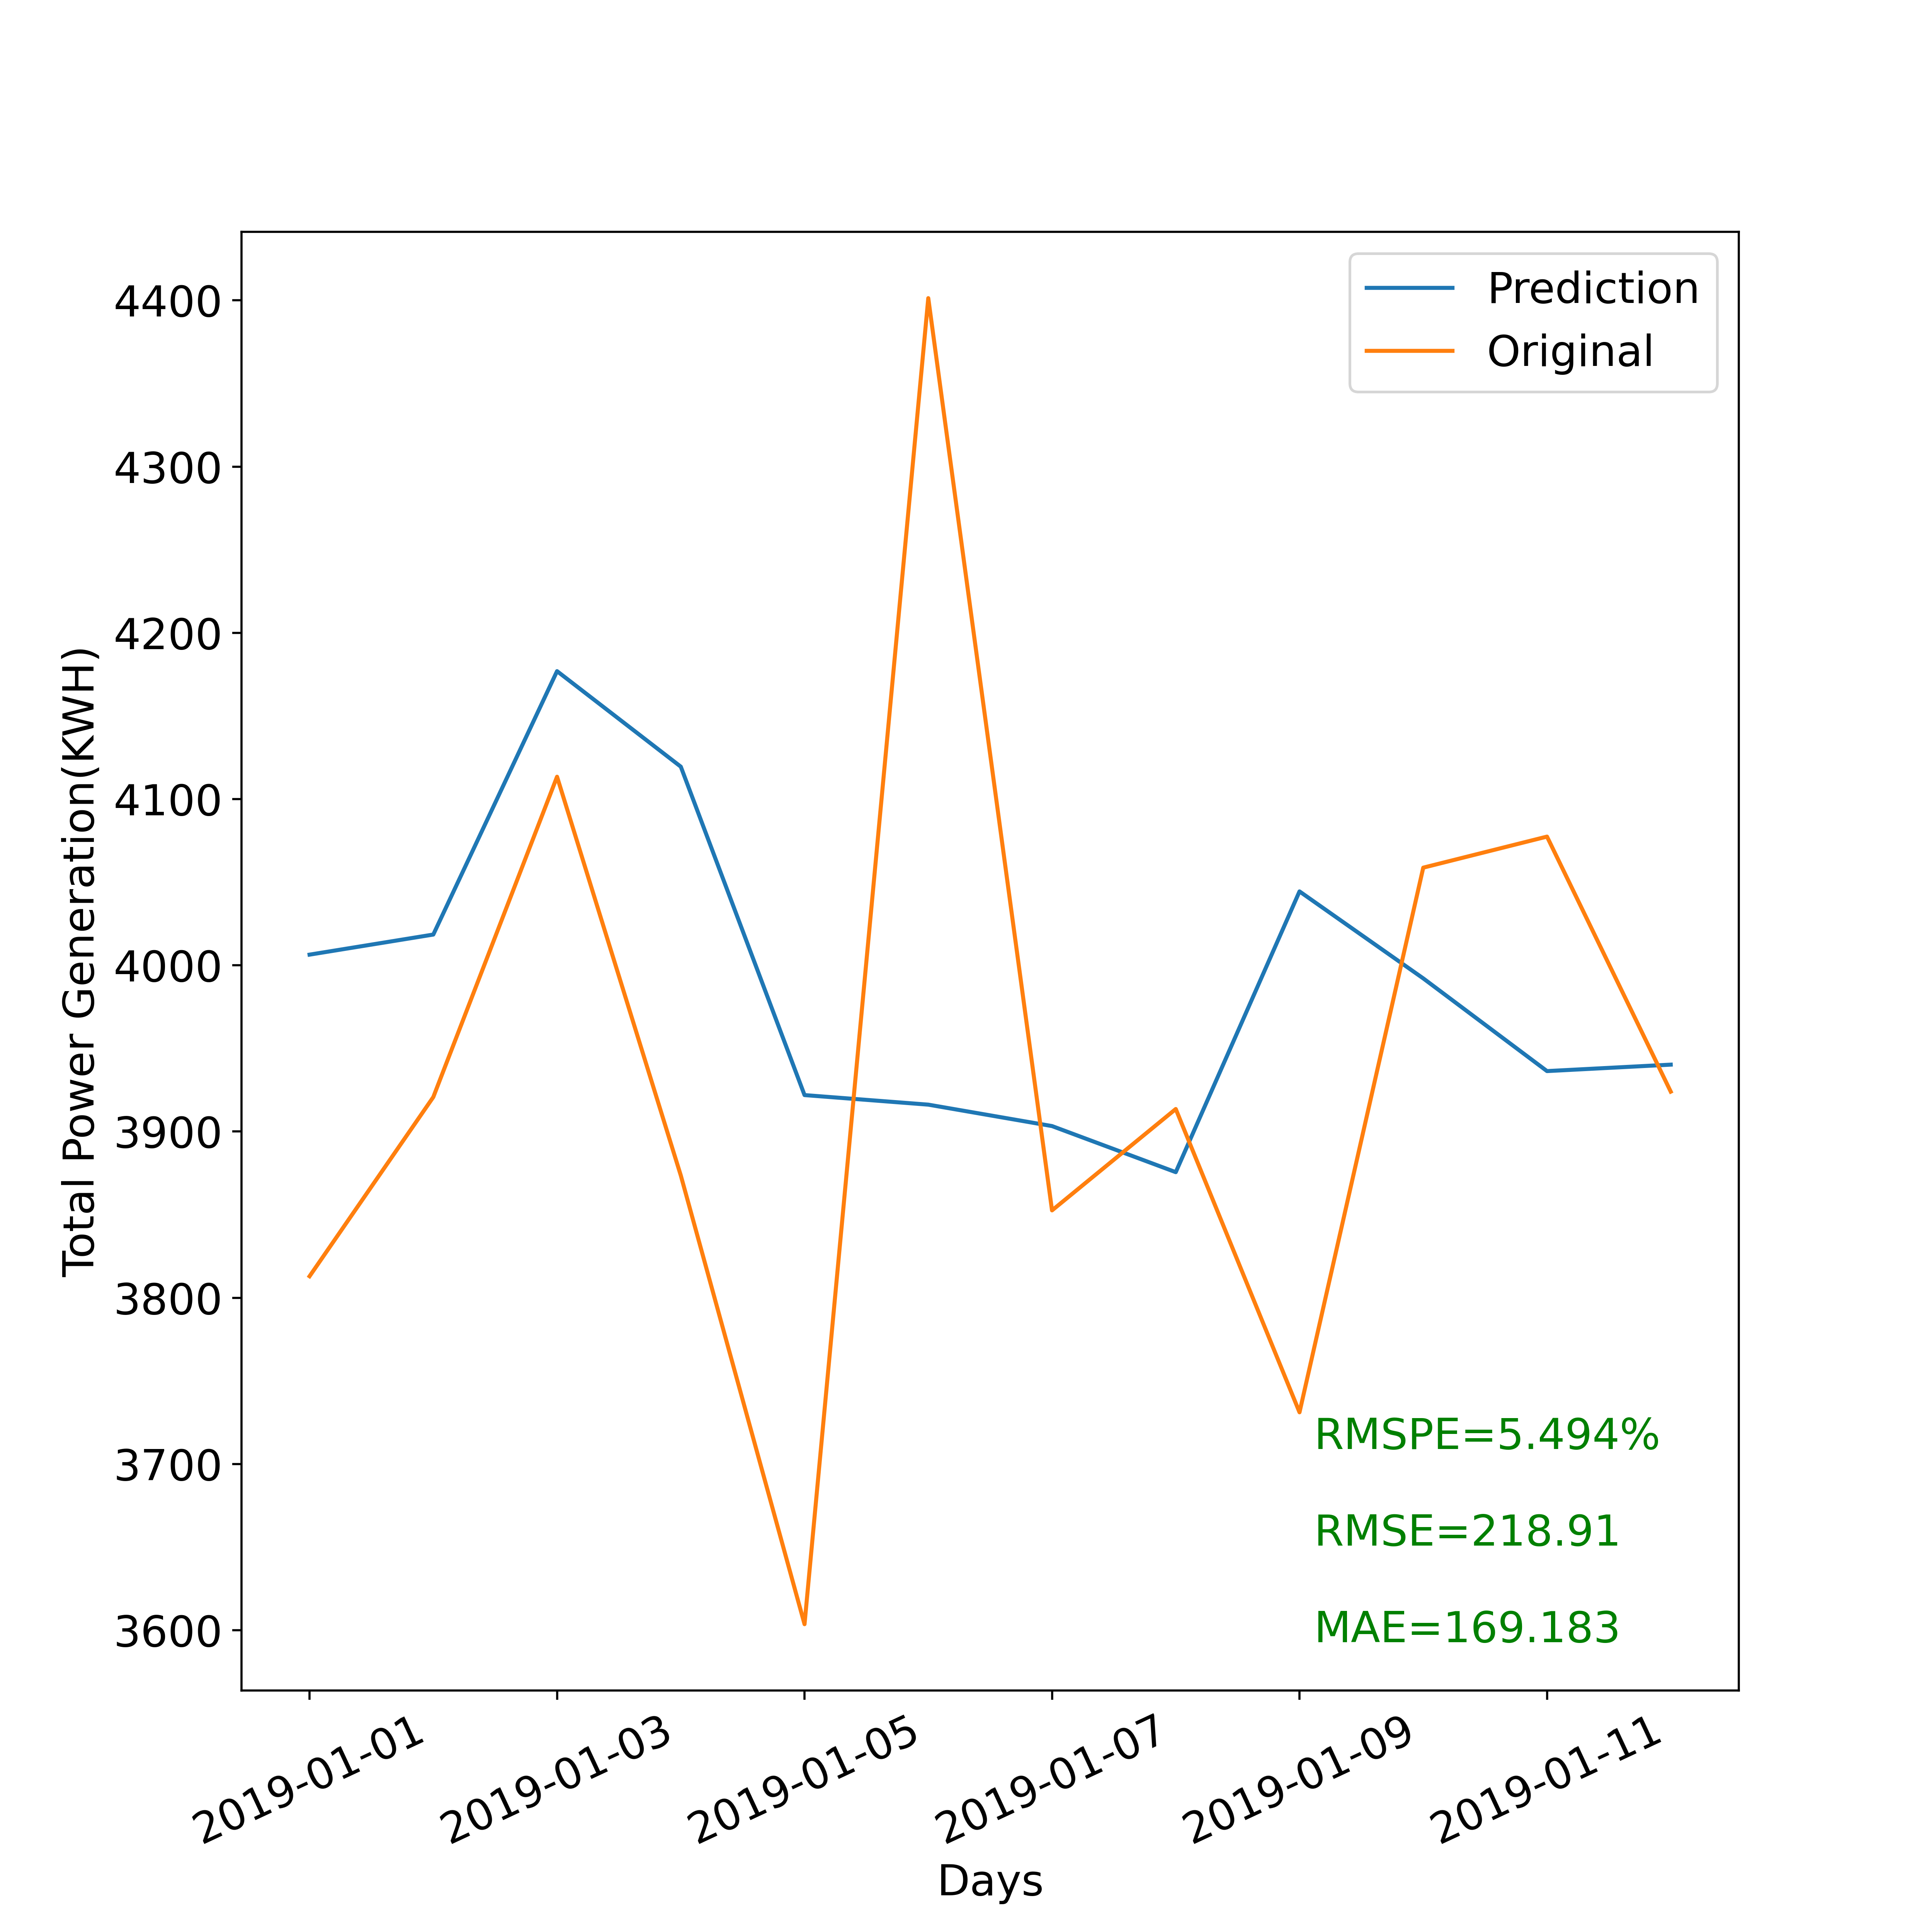 Prediction
Original
4400
4300
4200
4100
4000
3900
3800
3700
3600
Total Power Generation(KWH)
RMSPE=5.494%
RMSE=218.91
MAE=169.183
2019-01-01
2019-01-03
2019-01-05
2019-01-07
2019-01-09
2019-01-11
Days